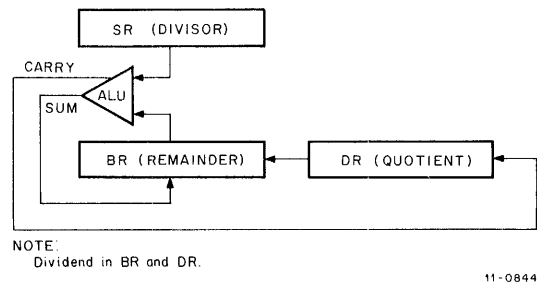 SR (DIVISOR)
CARRY
ALU
SUM
BR (REMAINDER)
DR (QUOTIENT)
NOTE:
Dividend in BR and DR.
11-0844